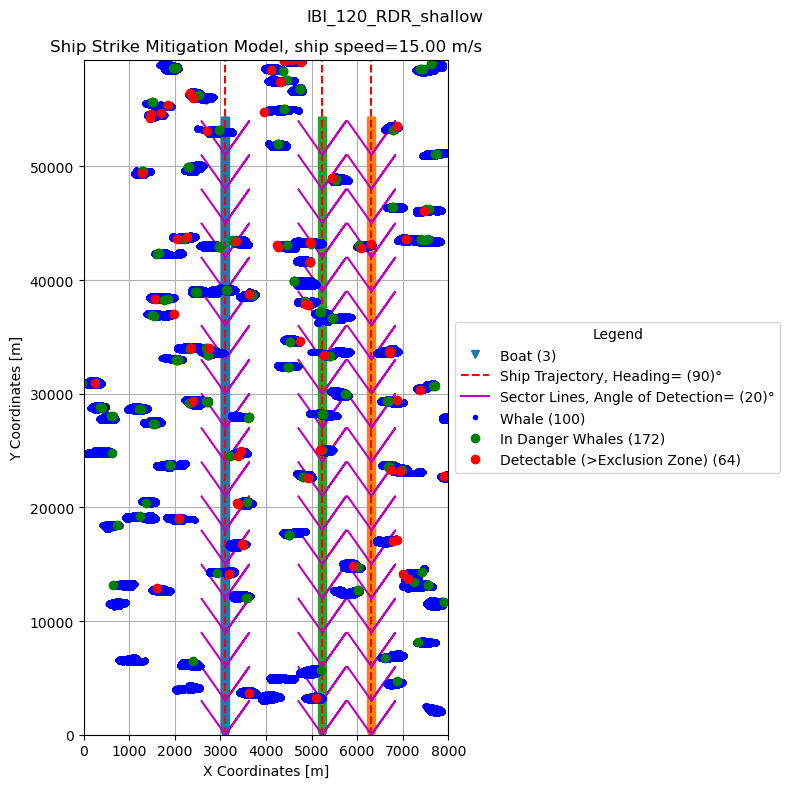 IBI_120_RDR_shallow
Ship Strike Mitigation Model, ship speed=15.00 m/s
50000
40000
30000
20000
10000
0
Y Coordinates [m]
0 1000 2000 3000 4000 5000 6000 7000 8000
X Coordinates [m]
Legend
Boat (3)
Ship Trajectory, Heading= (90)°
Sector Lines, Angle of Detection= (20)°
Whale (100)
In Danger Whales (172)
Detectable (>Exclusion Zone) (64)